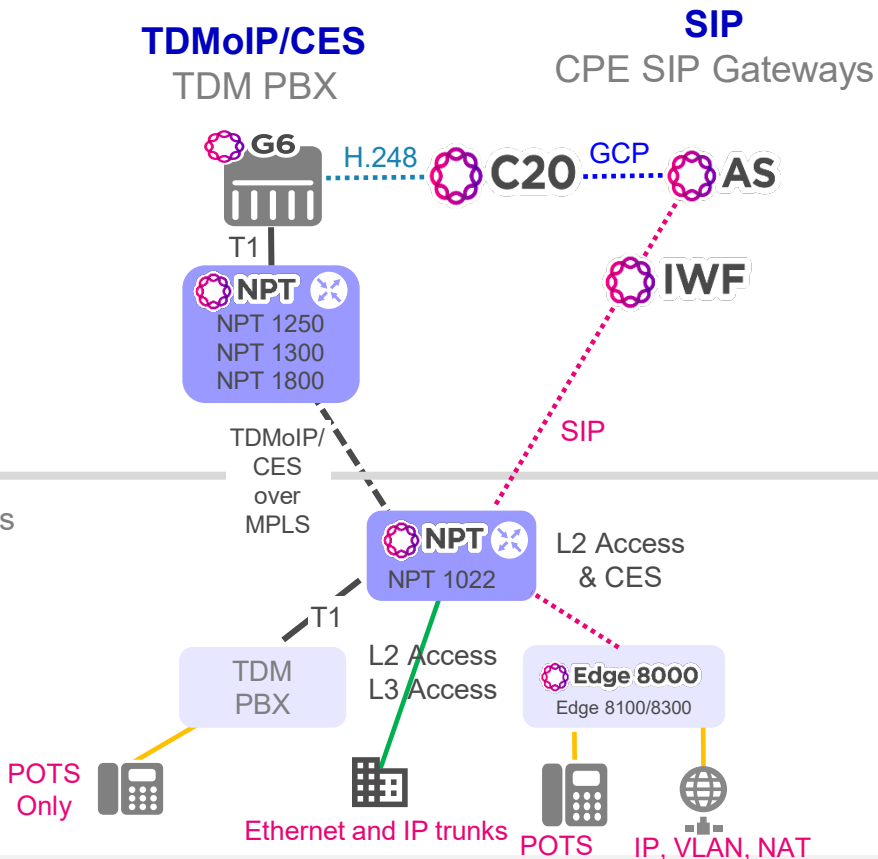 TDMoIP/CES
TDM PBX
SIP
CPE SIP Gateways
G6
H.248
C20
GCP
AS
T1
NPT
NPT 1250
NPT 1300
NPT 1800
IWF
SIP
TDMoIP/
CES
over
MPLS
s
NPT
NPT 1022
L2 Access
& CES
T1
TDM
PBX
L2 Access
L3 Access
Edge 8000
Edge 8100/8300
POTS
Only
Ethernet and IP trunks
POTS
IP, VLAN, NAT